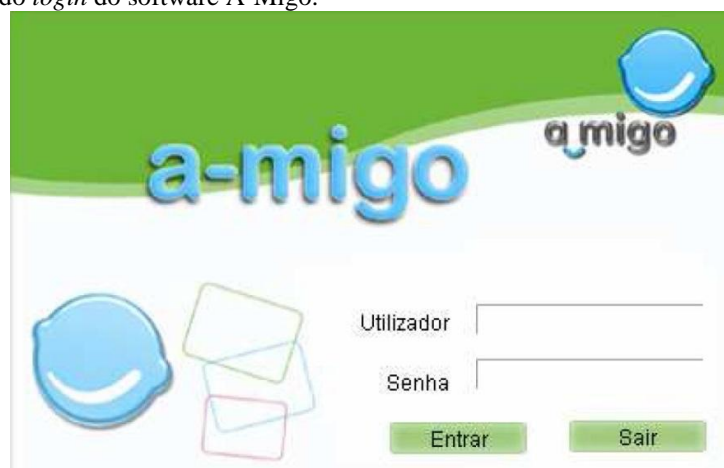 do login do software A-Migo.
a migo
a-migo
Utilizador
Senha
Entrar
Sair